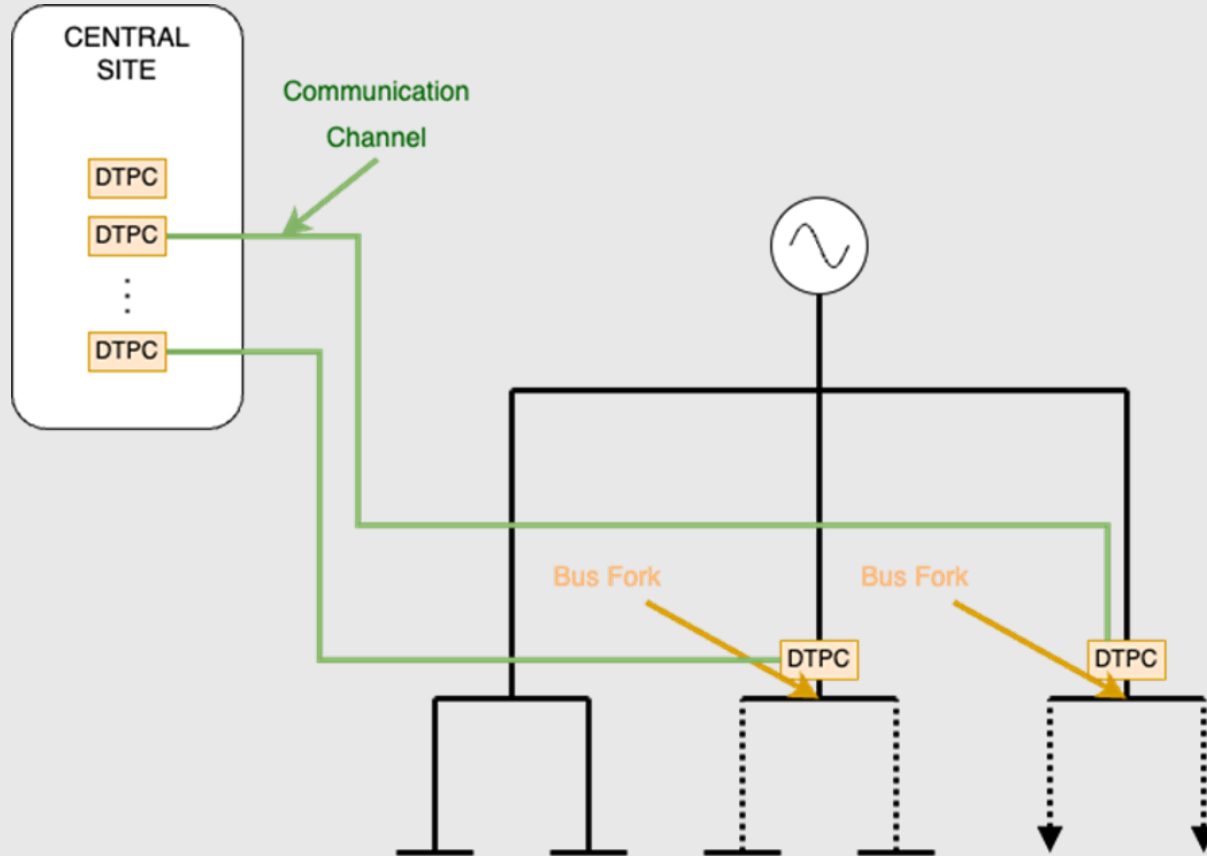 CENTRAL
SITE
Communication
Channel
DTPC
DTPC
DTPC
Bus Fork
Bus Fork
DTPC
DTPC